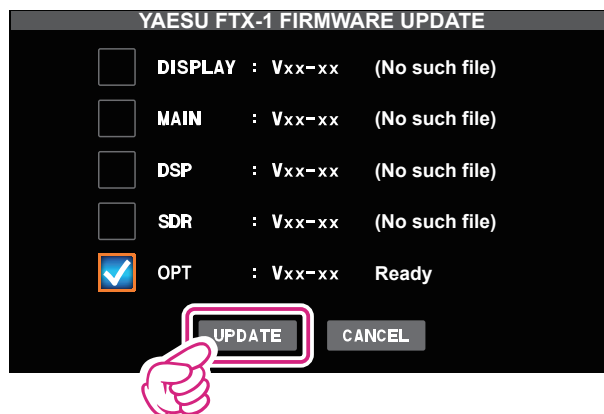 YAESU FTX-1 FIRMWARE UPDATE
DISPLAY : Vxx-xx (No such file)
MAIN : Vxx-xx (No such file)
DSP : Vxx-xx (No such file)
SDR : Vxx-xx (No such file)
OPT : Vxx-xx Ready
UPDATE CANCEL